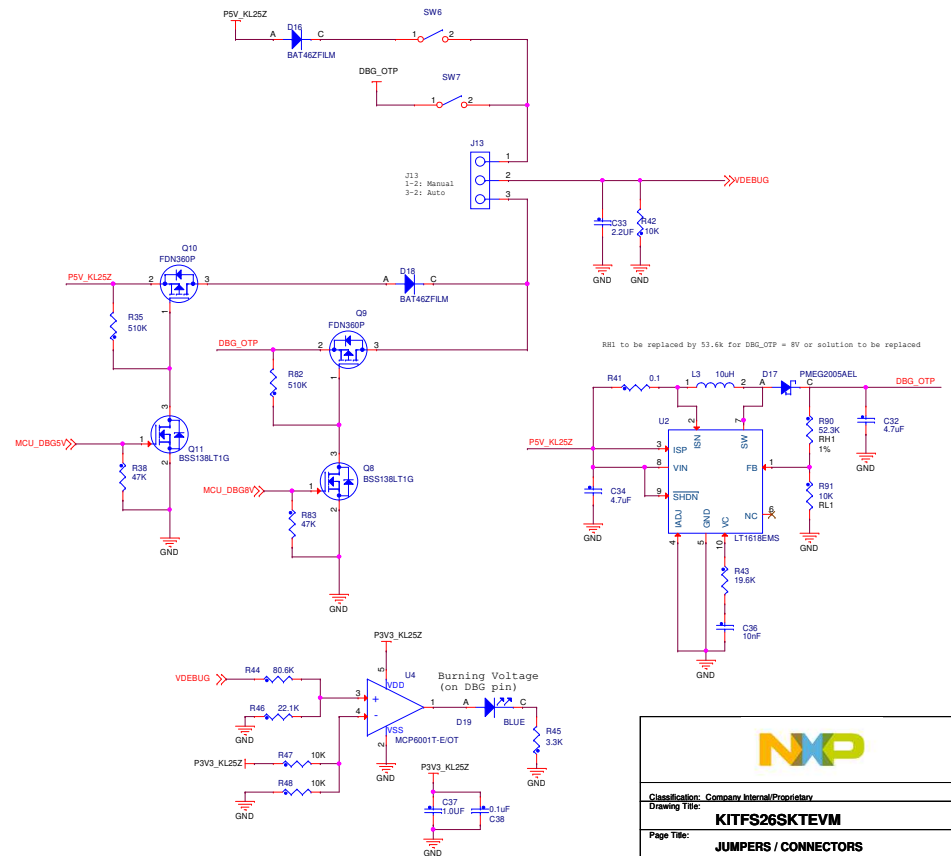 P5V_KL25Z
D16
A
C
BAT46ZFILM
SW6
1
2
DBG_OTP
SW7
1
2
J13
1
2
3
J13
1-2: Manual
3-2: Auto
VDEBUG
C33
2.2UF
R42
10K
GND
GND
Q10
FDN360P
P5V_KL25Z
2
3
1
R35
510K
D18
A
C
BAT46ZFILM
Q9
FDN360P
DBG_OTP
2
3
1
R82
510K
MCU_DBG5V
1
3
2
Q11
BSS138LT1G
R38
47K
GND
MCU_DBG8V
1
3
2
Q8
BSS138LT1G
R83
47K
GND
RH1 to be replaced by 53.6k for DBG_OTP = 8V or solution to be replaced
R41
0.1
L3
10uH
1
2
D17
A
C
PMEG2005AEL
DBG_OTP
U2
2
7
ISN
SW
P5V_KL25Z
3
ISP
8
VIN
9
SHDN
FB
1
NC
6
IADJ
GND
VC
4
5
10
LT1618EMS
R90
52.3K
RH1
1%
C32
4.7uF
GND
R91
10K
RL1
GND
C34
4.7uF
GND
R43
19.6K
C36
10nF
GND
P3V3_KL25Z
VDEBUG
R44
80.6K
R46
22.1K
GND
P3V3_KL25Z
R47
10K
R48
10K
GND
5
U4
VDD
3
+
4
-
1
VSS
2
MCP6001T-E/OT
GND
Burning Voltage
(on DBG pin)
A
C
D19
BLUE
R45
3.3K
GND
P3V3_KL25Z
C37
1.0UF
0.1uF
C38
GND
NXP
Classification: Company Internal/Proprietary
Drawing Title:
KITFS26SKTEVM
Page Title:
JUMPERS / CONNECTORS